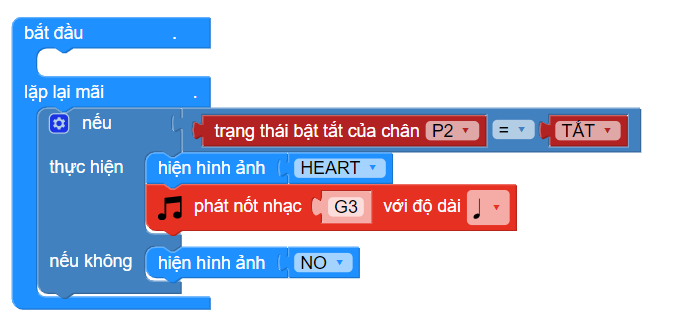 bắt đầu .
lặp lại mãi .
nếu trạng thái bật tắt của chân P2 = TẮT
thực hiện hiện hình ảnh HEART
phát nốt nhạc G3 với độ dài ♩
nếu không hiện hình ảnh NO